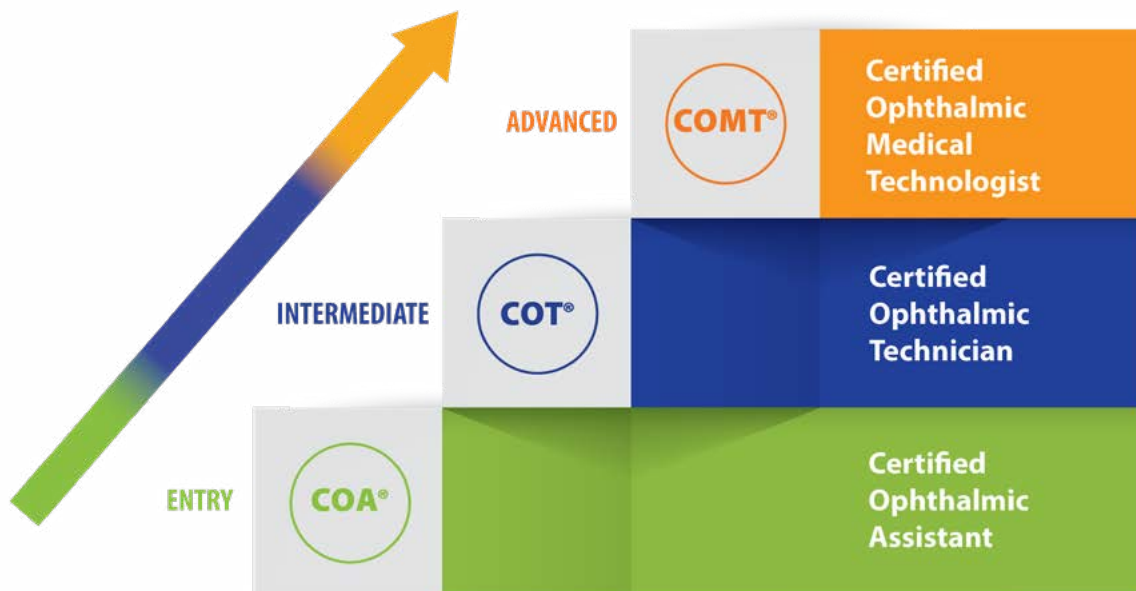 ADVANCED
COMT®
Certified
Ophthalmic
Medical
Technologist
INTERMEDIATE
COT®
Certified
Ophthalmic
Technician
ENTRY
COA®
Certified
Ophthalmic
Assistant